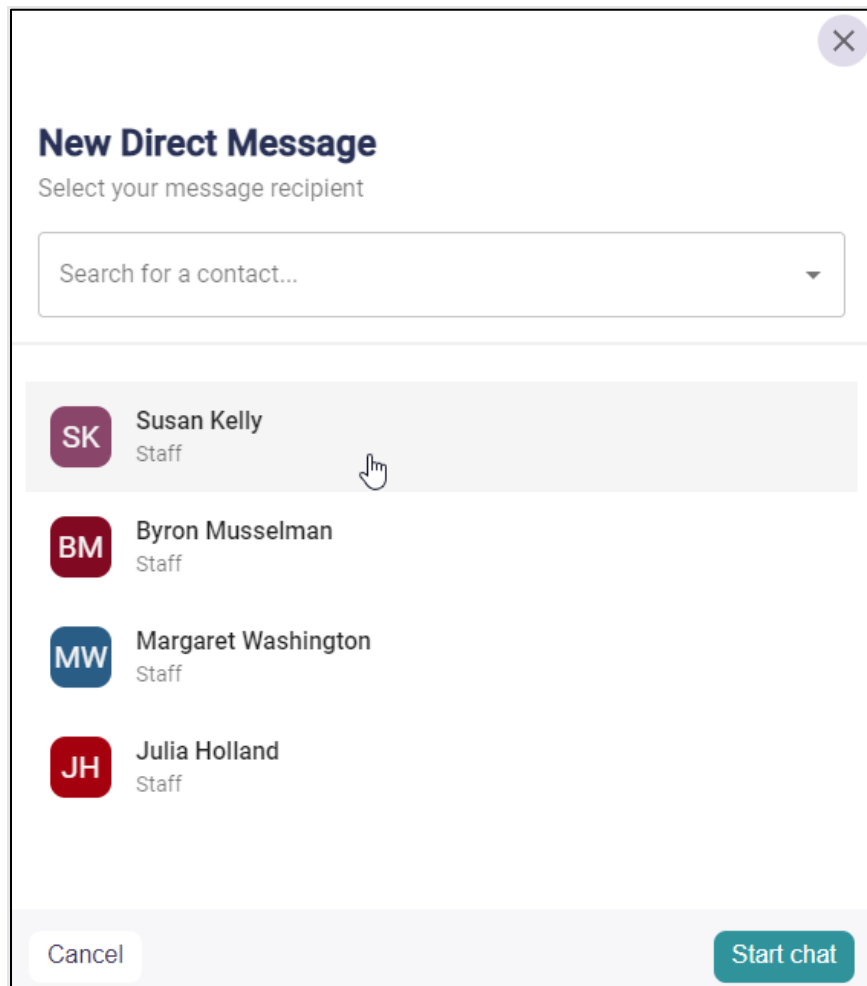 New Direct Message
Select your message recipient
Search for a contact...
SK
Susan Kelly
Staff
BM
Byron Musselman
Staff
MW
Margaret Washington
Staff
JH
Julia Holland
Staff
Cancel
Start chat